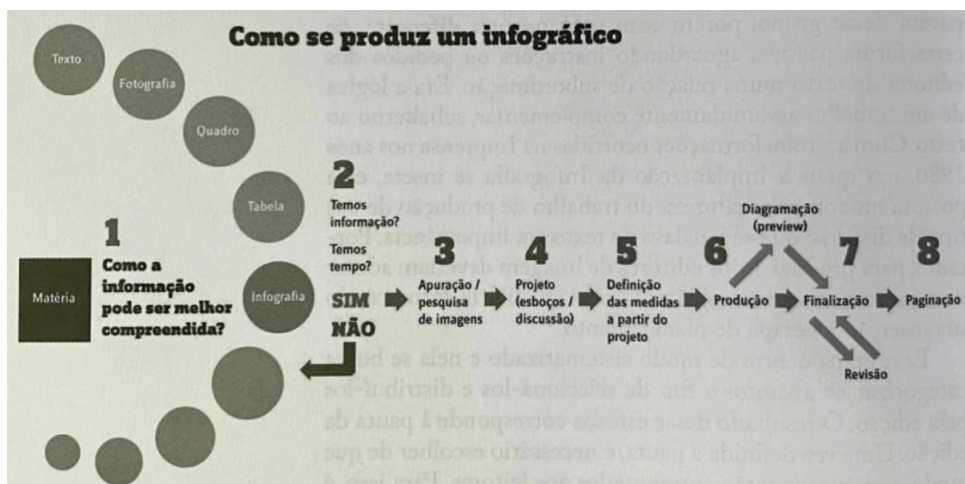 Como se produz um infográfico
Texto
Fotografia
Quadro
Tabela
Infografia
Matéria
1
Como a
informação
pode ser melhor
compreendida?
2
Temos
informação?
Temos
tempo?
SIM
NÃO
3
Apuração /
pesquisa
de imagens
4
Projeto
(esboços /
discussão)
5
Definição
das medidas
a partir do
projeto
6
Produção
Diagramação
(preview)
7
Finalização
Revisão
8
Paginação